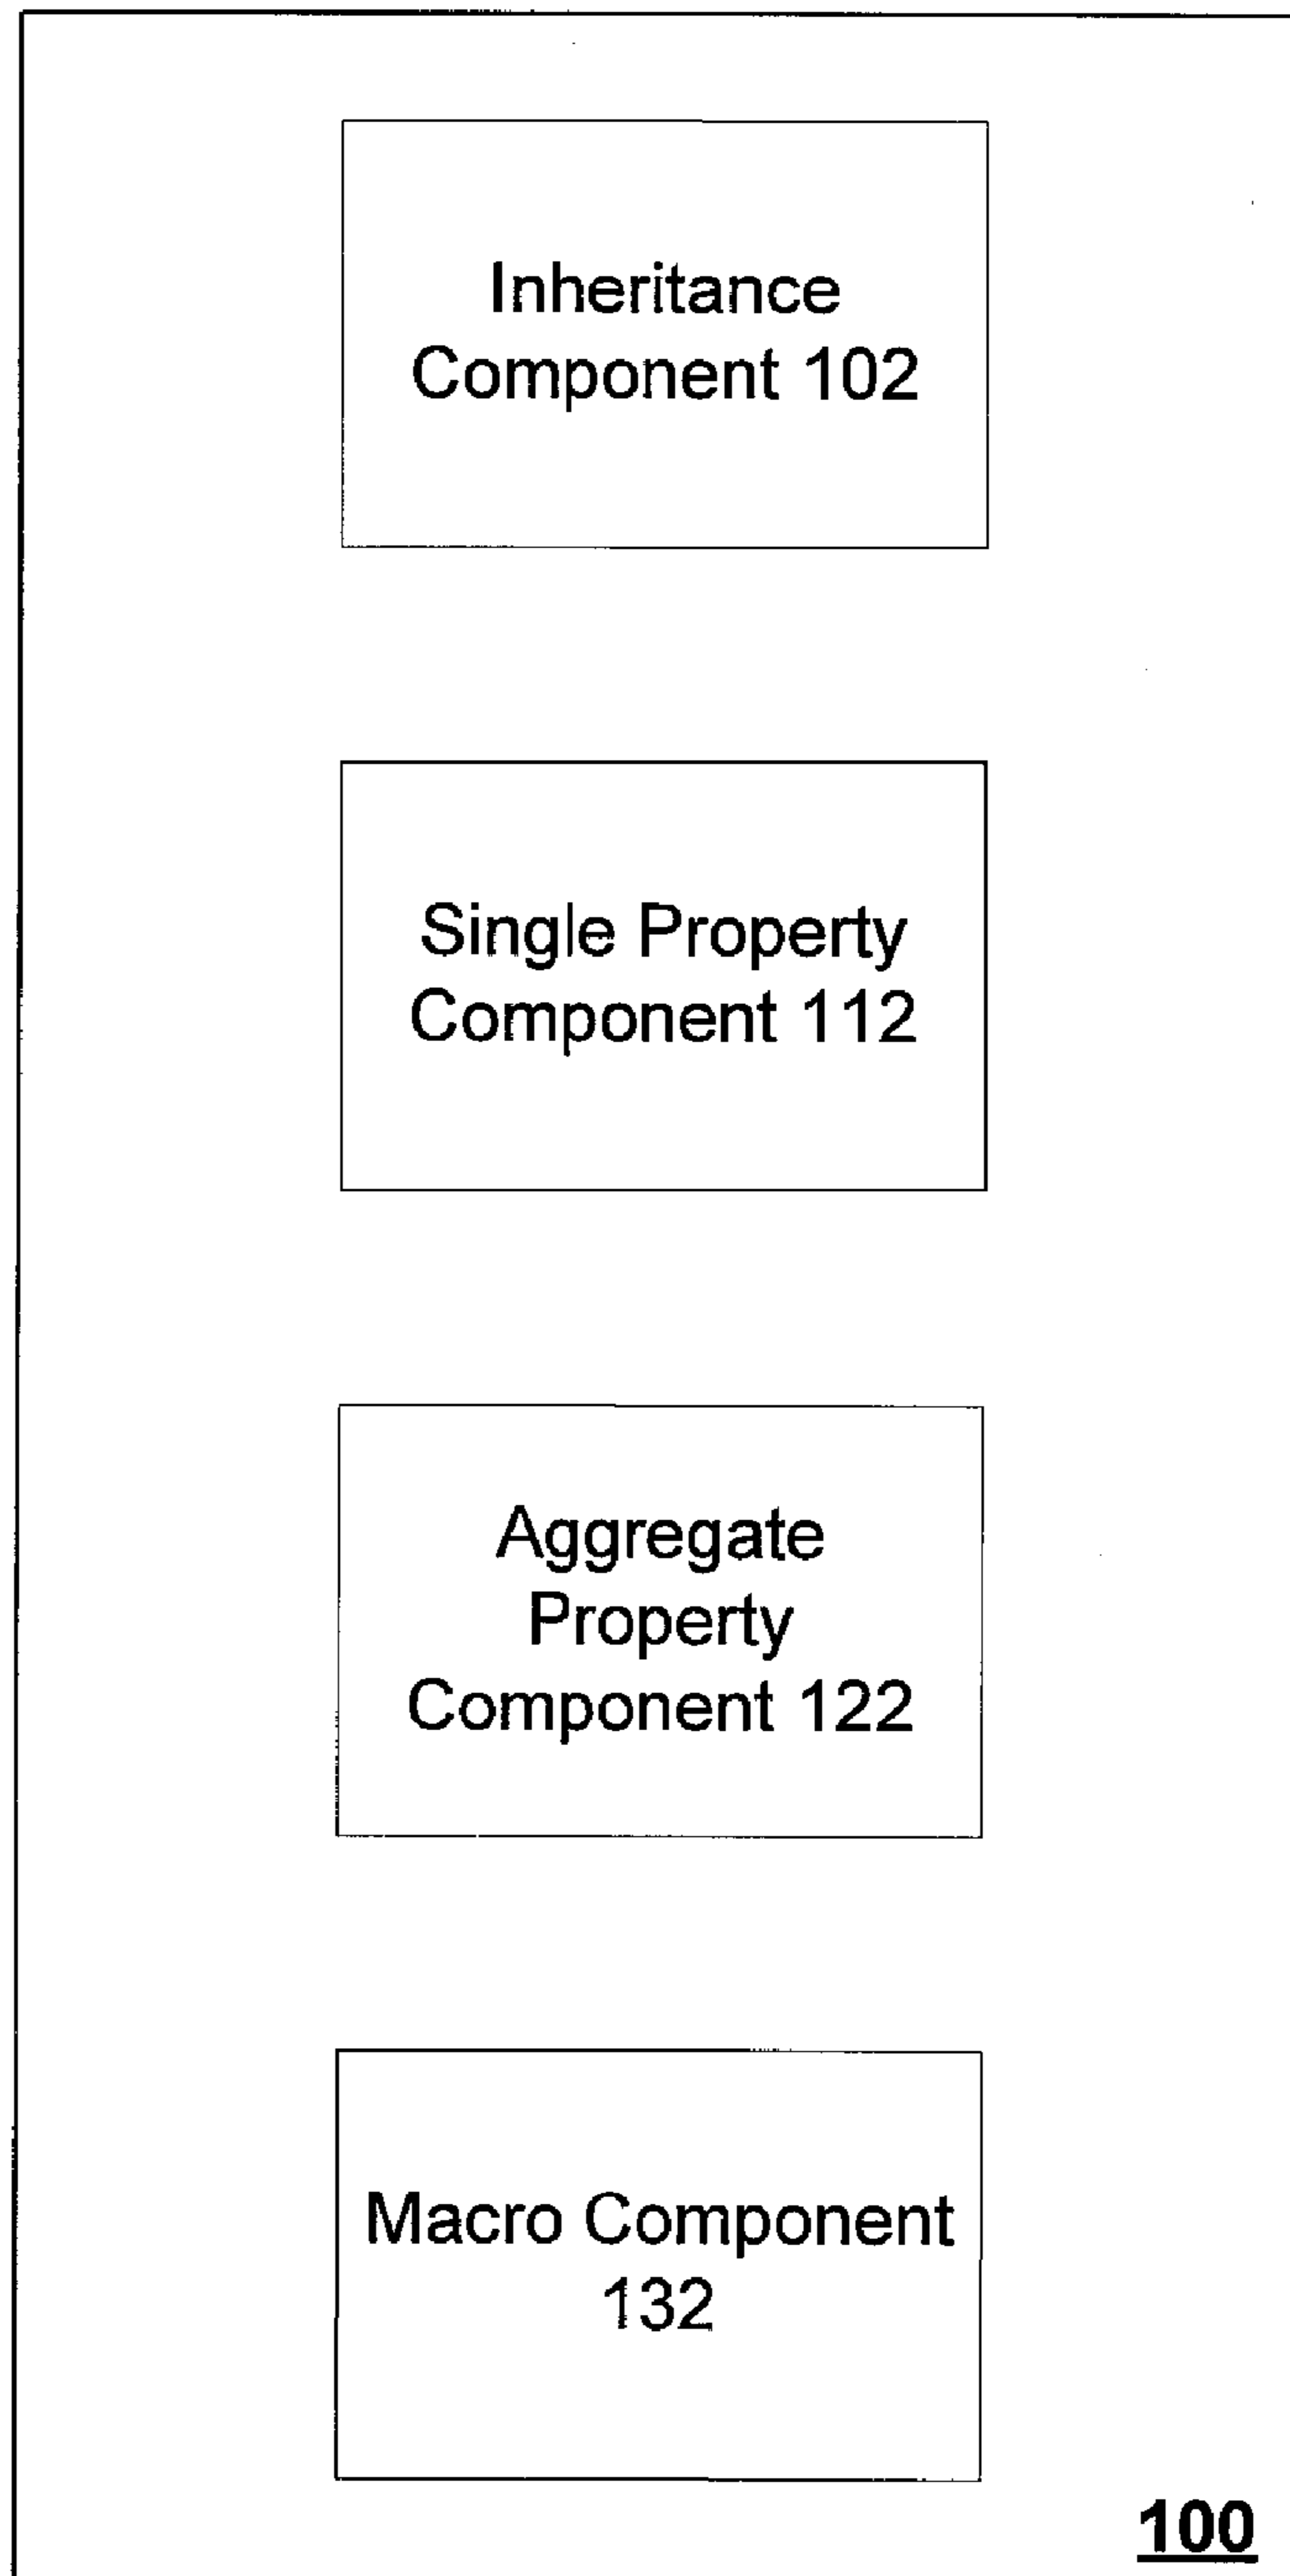 Inheritance
Component 102
Single Property
Component 112
Aggregate
Property
Component 122
Macro Component
132
100